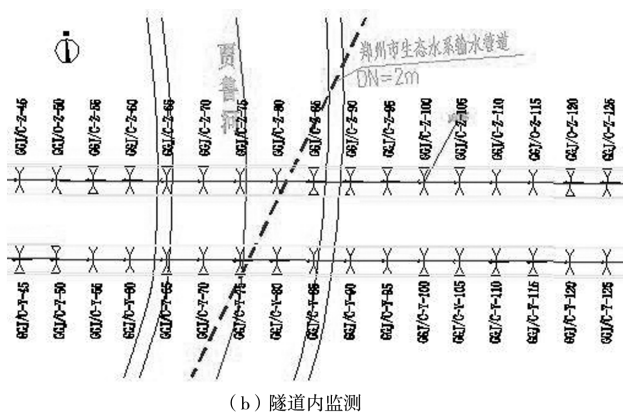 郑州市生态水系输水管道
DN=2m
贾鲁河
GGJ/C-Z-45
GGJ/C-Z-50
GGJ/C-Z-55
GGJ/C-Z-60
GGJ/C-Z-65
GGJ/C-Z-70
GGJ/C-Z-75
GGJ/C-Z-80
GGJ/C-Z-85
GGJ/C-Z-90
GGJ/C-Z-95
GGJ/C-Z-100
GGJ/C-Z-105
GGJ/C-Z-110
GGJ/C-Z-115
GGJ/C-Z-120
GGJ/C-Z-125
GGJ/C-Y-45
GGJ/C-Y-50
GGJ/C-Y-55
GGJ/C-Y-60
GGJ/C-Y-65
GGJ/C-Y-70
GGJ/C-Y-75
GGJ/C-Y-80
GGJ/C-Y-85
GGJ/C-Y-90
GGJ/C-Y-95
GGJ/C-Y-100
GGJ/C-Y-105
GGJ/C-Y-110
GGJ/C-Y-115
GGJ/C-Y-120
GGJ/C-Y-125
(b)隧道内监测